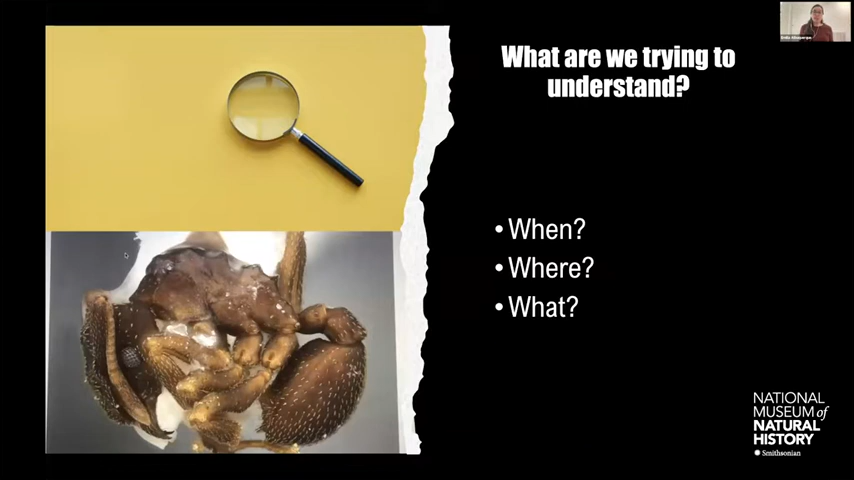 What are we trying to
understand?
• When?
• Where?
• What?
NATIONAL
MUSEUM of
NATURAL
HISTORY
Smithsonian